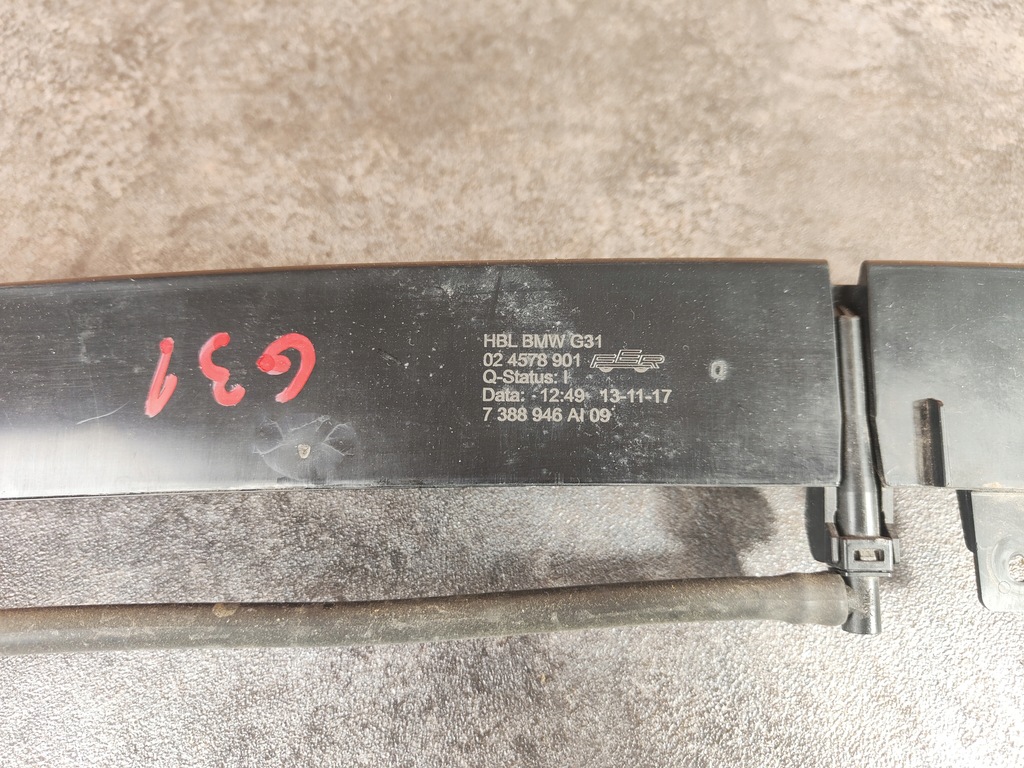 G31
HBL BMW G31
02 4578 901
Q-Status: I
Data: 12:49 13-11-17
7 388 946 AI 09